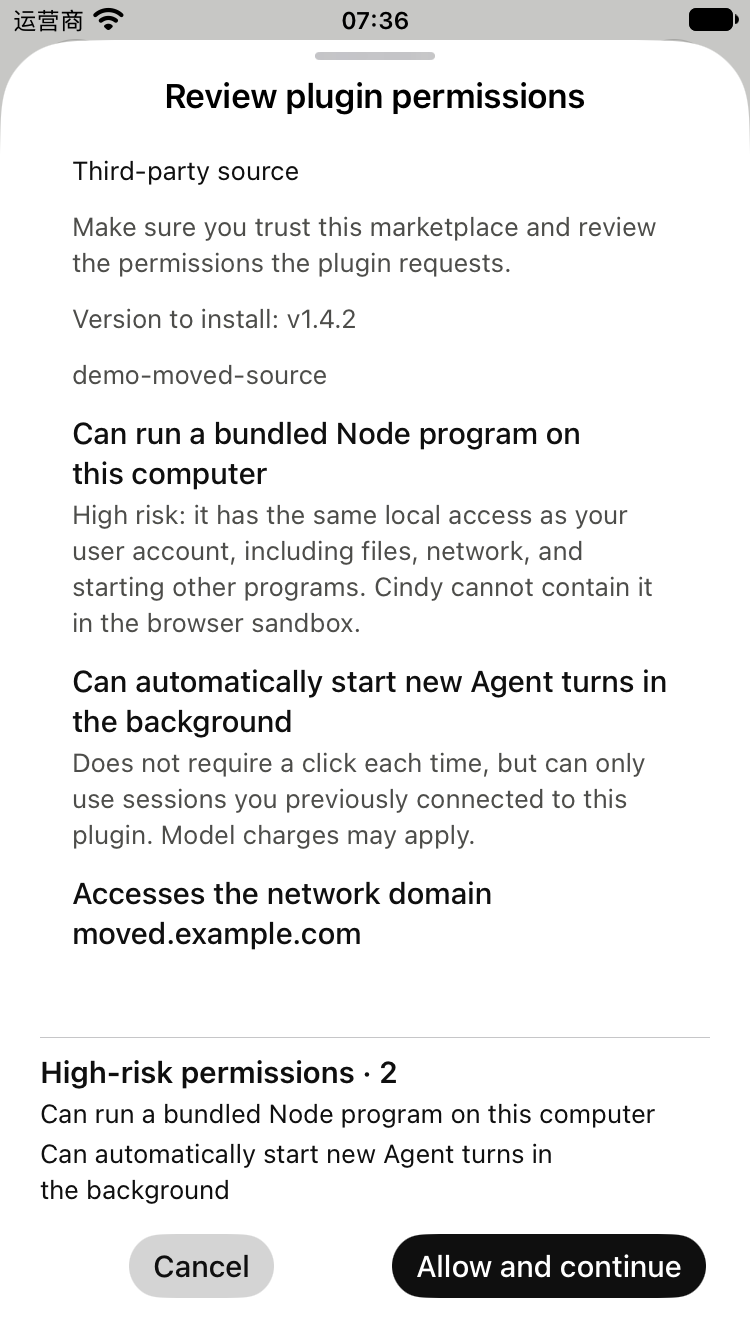 运营商
07:36
Review plugin permissions
Third-party source
Make sure you trust this marketplace and review
the permissions the plugin requests.
Version to install: v1.4.2
demo-moved-source
Can run a bundled Node program on
this computer
High risk: it has the same local access as your
user account, including files, network, and
starting other programs. Cindy cannot contain it
in the browser sandbox.
Can automatically start new Agent turns in
the background
Does not require a click each time, but can only
use sessions you previously connected to this
plugin. Model charges may apply.
Accesses the network domain
moved.example.com
High-risk permissions · 2
Can run a bundled Node program on this computer
Can automatically start new Agent turns in
the background
Cancel
Allow and continue